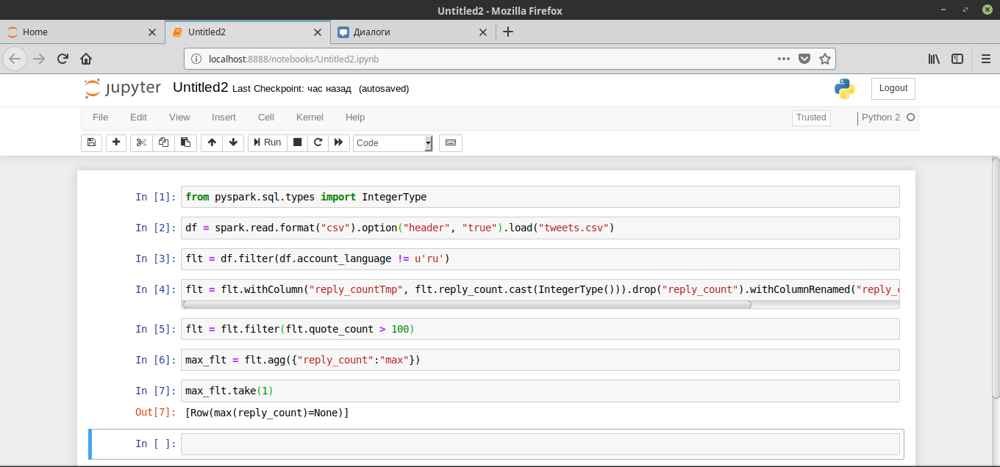 Untitled2 - Mozilla Firefox
Home
Untitled2
Диалоги
localhost:8888/notebooks/Untitled2.ipynb
jupyter Untitled2 Last Checkpoint: час назад (autosaved)
Logout
File Edit View Insert Cell Kernel Help
Trusted
Python 2
Run
Code
In [1]: from pyspark.sql.types import IntegerType
In [2]: df = spark.read.format("csv").option("header", "true").load("tweets.csv")
In [3]: flt = df.filter(df.account_language != u'ru')
In [4]: flt = flt.withColumn("reply_countTmp", flt.reply_count.cast(IntegerType())).drop("reply_count").withColumnRenamed("reply_c
In [5]: flt = flt.filter(flt.quote_count > 100)
In [6]: max_flt = flt.agg({"reply_count":"max"})
In [7]: max_flt.take(1)
Out[7]: [Row(max(reply_count)=None)]
In [ ]: